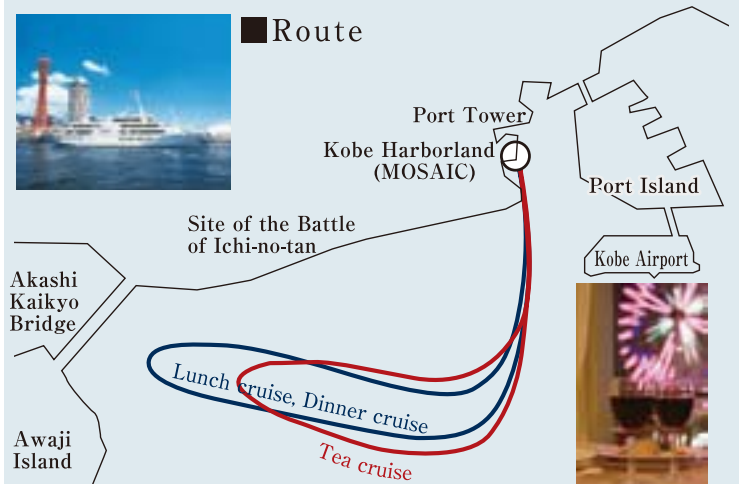 ■Route
Port Tower
Kobe Harborland
(MOSAIC)
Port Island
Site of the Battle
of Ichi-no-tan
Kobe Airport
Akashi
Kaikyo
Bridge
Lunch cruise, Dinner cruise
Awaji
Island
Tea cruise